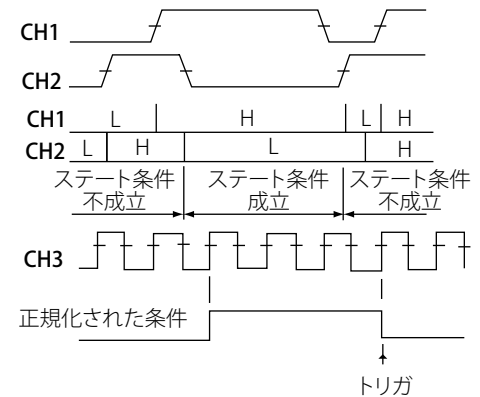 CH1
CH2
CH1 L H L H
CH2 L H L H
ステート条件 ステート条件 ステート条件
不成立 成立 不成立
CH3
正規化された条件
トリガ